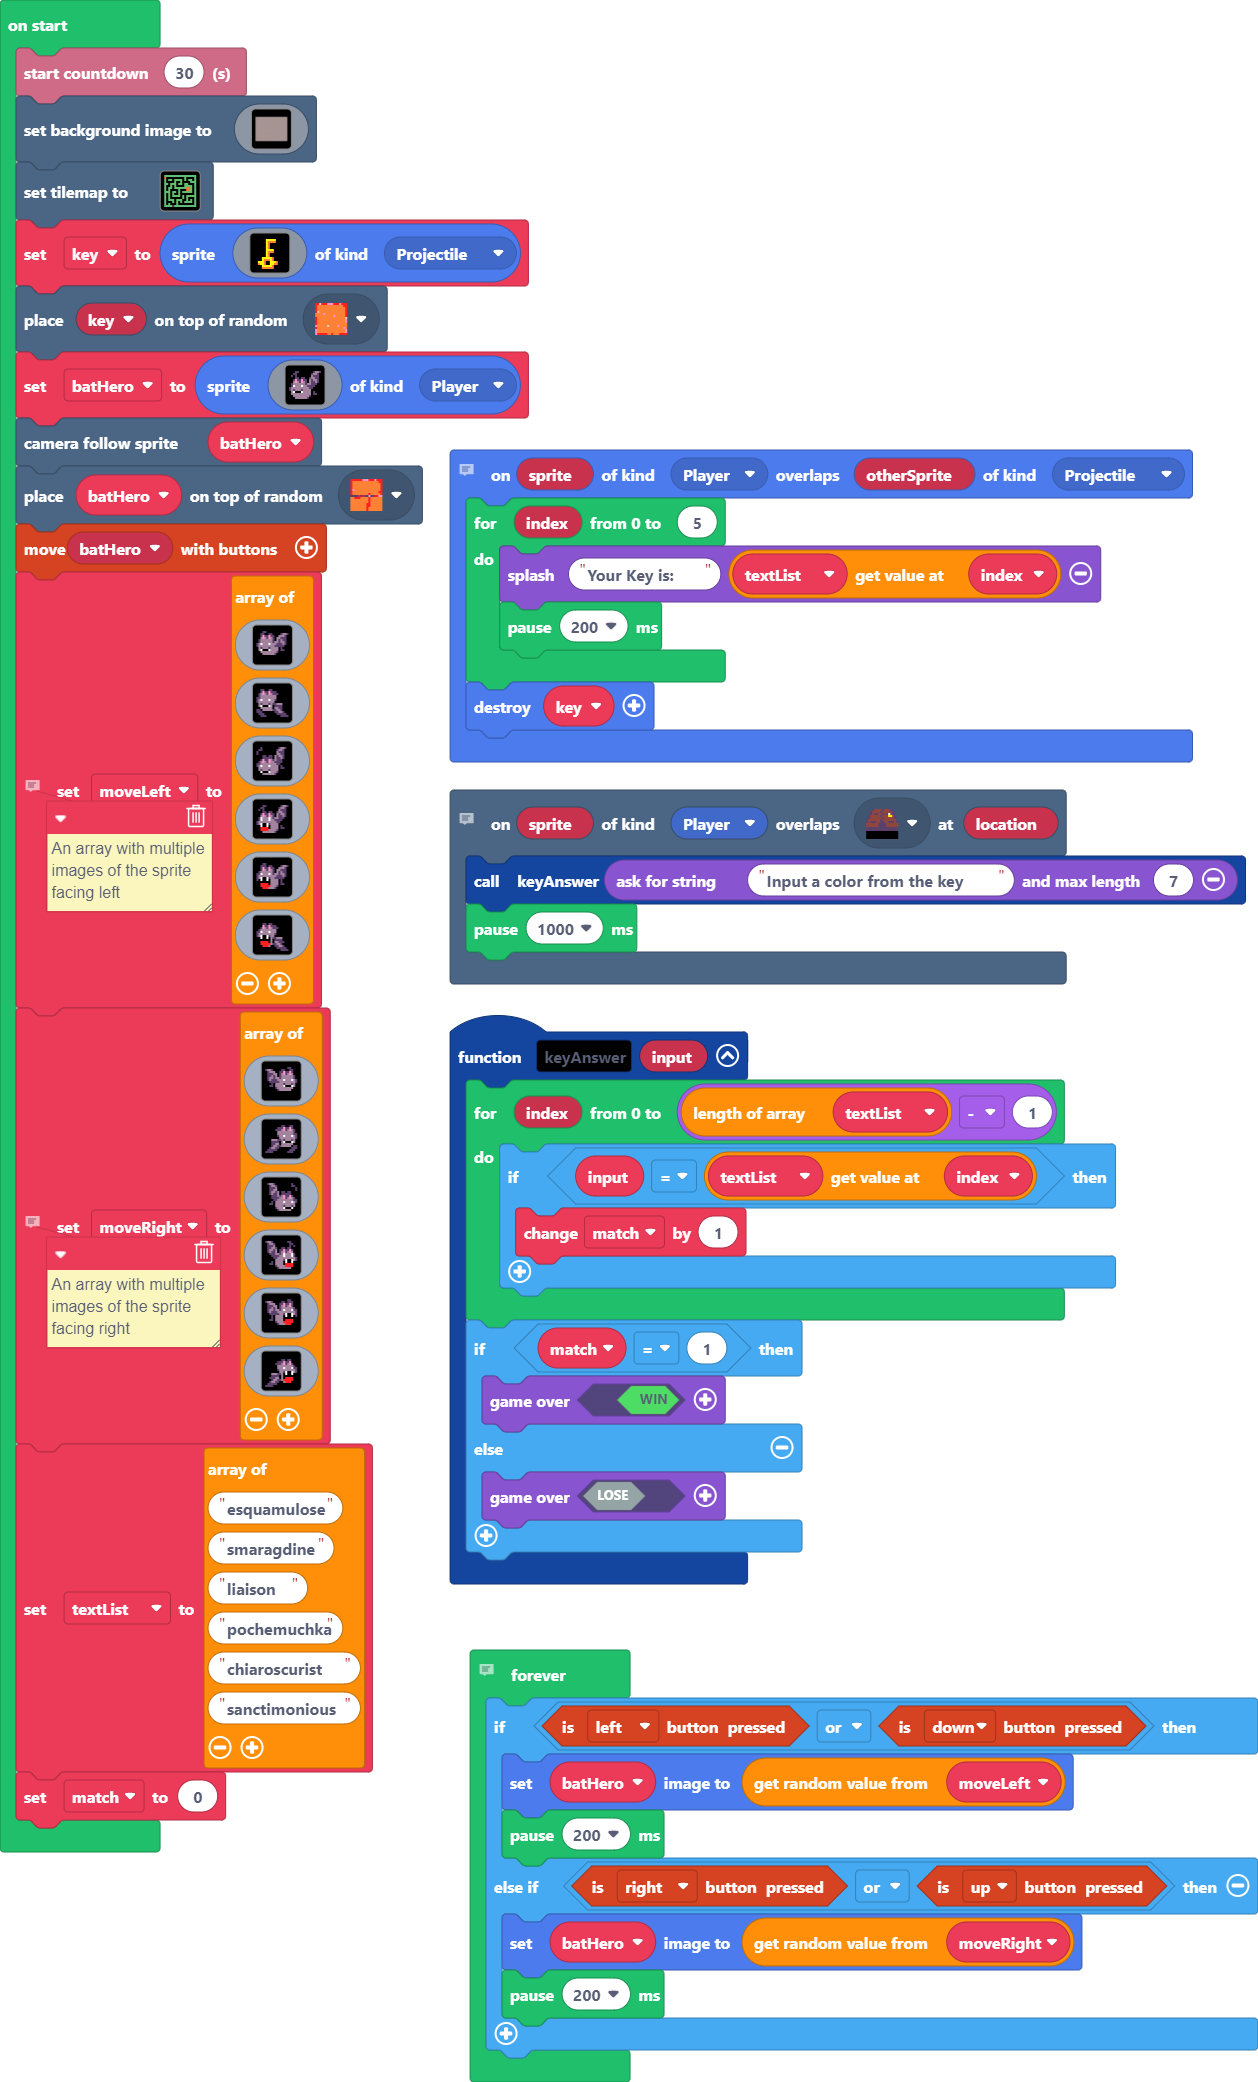 on start
start countdown 30 (s)
set background image to
set tilemap to
set key to sprite of kind Projectile
place key on top of random
set batHero to sprite of kind Player
camera follow sprite batHero
place batHero on top of random
move batHero with buttons
array of
set moveLeft to
An array with multiple
images of the sprite
facing left
array of
set moveRight to
An array with multiple
images of the sprite
facing right
array of
"esquamulose"
"smaragdine"
"liaison"
set textList to
"pochemuchka"
"chiaroscurist"
"sanctimonious"
set match to 0
on sprite of kind Player overlaps otherSprite of kind Projectile
for index from 0 to 5
do
splash "Your Key is: " textList get value at index
pause 200 ms
destroy key
on sprite of kind Player overlaps at location
call keyAnswer ask for string "Input a color from the key " and max length 7
pause 1000 ms
function keyAnswer input
for index from 0 to length of array textList - 1
do
if input = textList get value at index then
change match by 1
if match = 1 then
game over WIN
else
game over LOSE
forever
if is left button pressed or is down button pressed then
set batHero image to get random value from moveLeft
pause 200 ms
else if is right button pressed or is up button pressed then
set batHero image to get random value from moveRight
pause 200 ms